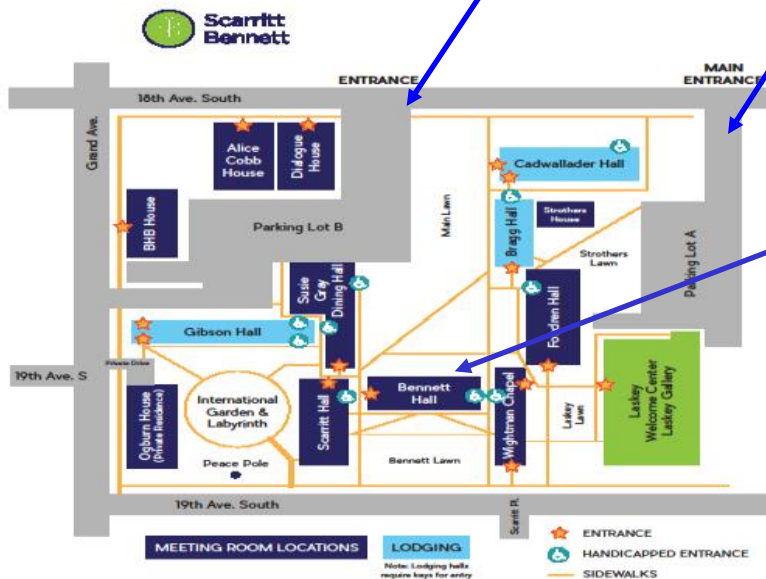 Scarritt
Bennett
ENTRANCE
MAIN
ENTRANCE
18th Ave. South
Grand Ave.
Alice
Cobb
House
Dialogue
House
Cadwallader Hall
BHB House
Parking Lot B
Main Lawn
Bragg Hall
Struthers
House
Strothers
Lawn
Parking Lot A
Susie
Gray
Dining Hall
Fondren Hall
Gibson Hall
Private Drive
19th Ave. S
Ogburn House
(Private Residence)
International
Garden &
Labyrinth
Scarritt Hall
Bennett
Hall
Wightman Chapel
Laskey
Lawn
Laskey
Welcome Center
Laskey Gallery
Peace Pole
Bennett Lawn
19th Ave. South
Scarritt Pl.
MEETING ROOM LOCATIONS
LODGING
Note: Lodging halls
require keys for entry
ENTRANCE
HANDICAPPED ENTRANCE
SIDEWALKS